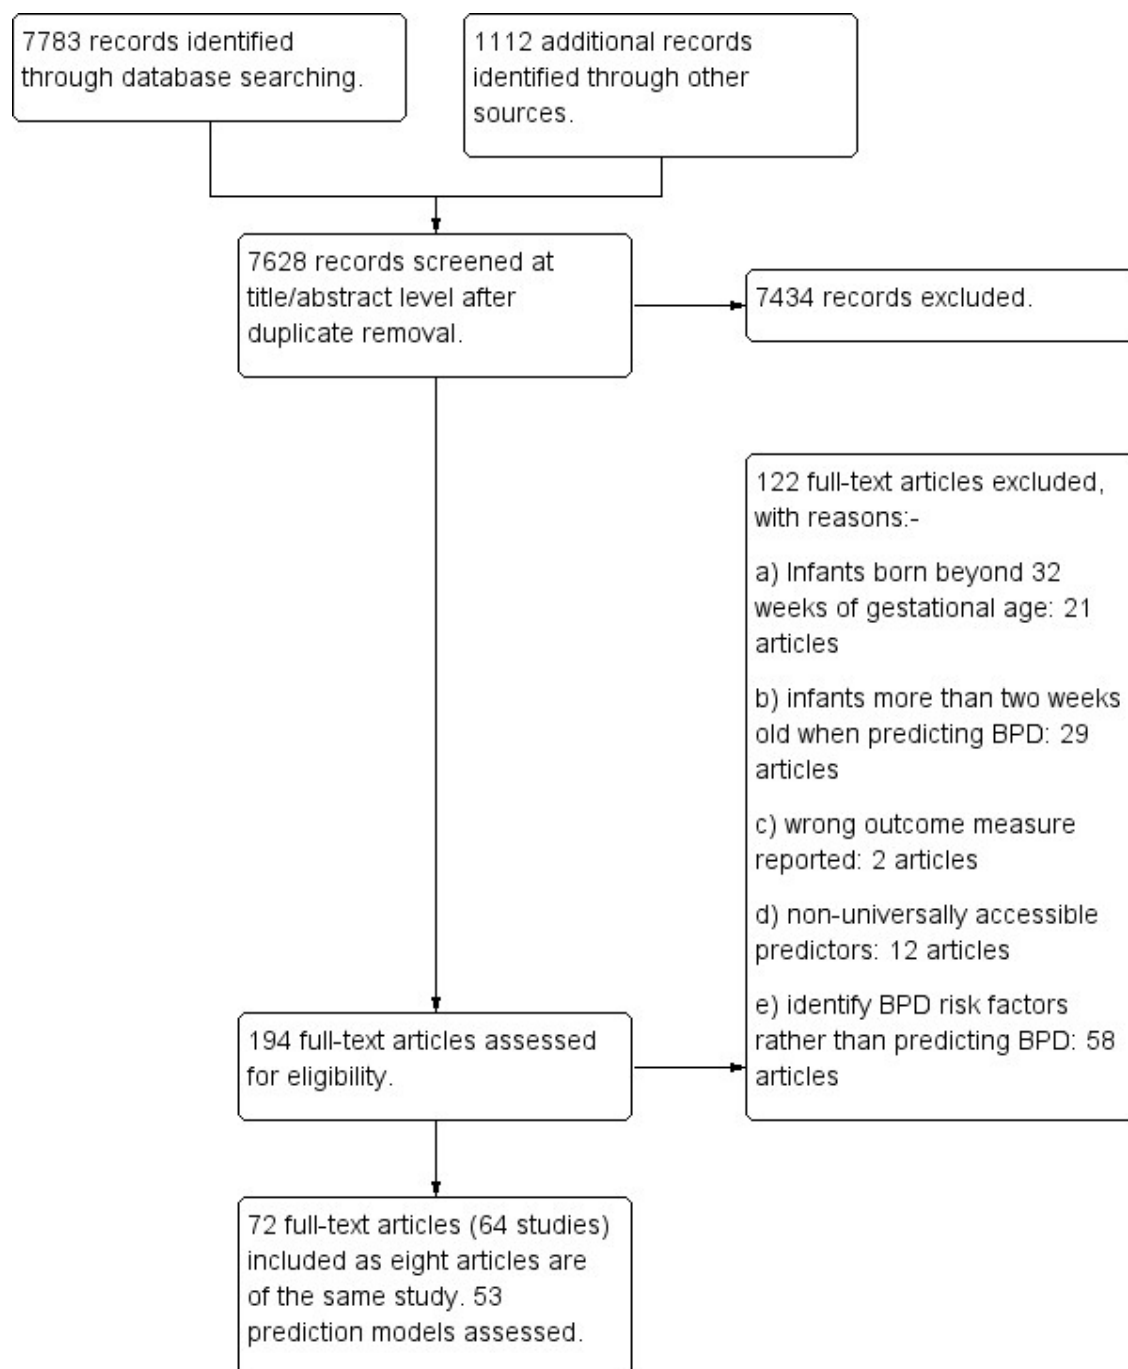 7783 records identified
through database searching.
1112 additional records
identified through other
sources.
7628 records screened at
title/abstract level after
duplicate removal.
7434 records excluded.
122 full-text articles excluded,
with reasons:-
a) Infants born beyond 32
weeks of gestational age: 21
articles
b) infants more than two weeks
old when predicting BPD: 29
articles
c) wrong outcome measure
reported: 2 articles
d) non-universally accessible
predictors: 12 articles
e) identify BPD risk factors
rather than predicting BPD: 58
articles
194 full-text articles assessed
for eligibility.
72 full-text articles (64 studies)
included as eight articles are
of the same study. 53
prediction models assessed.